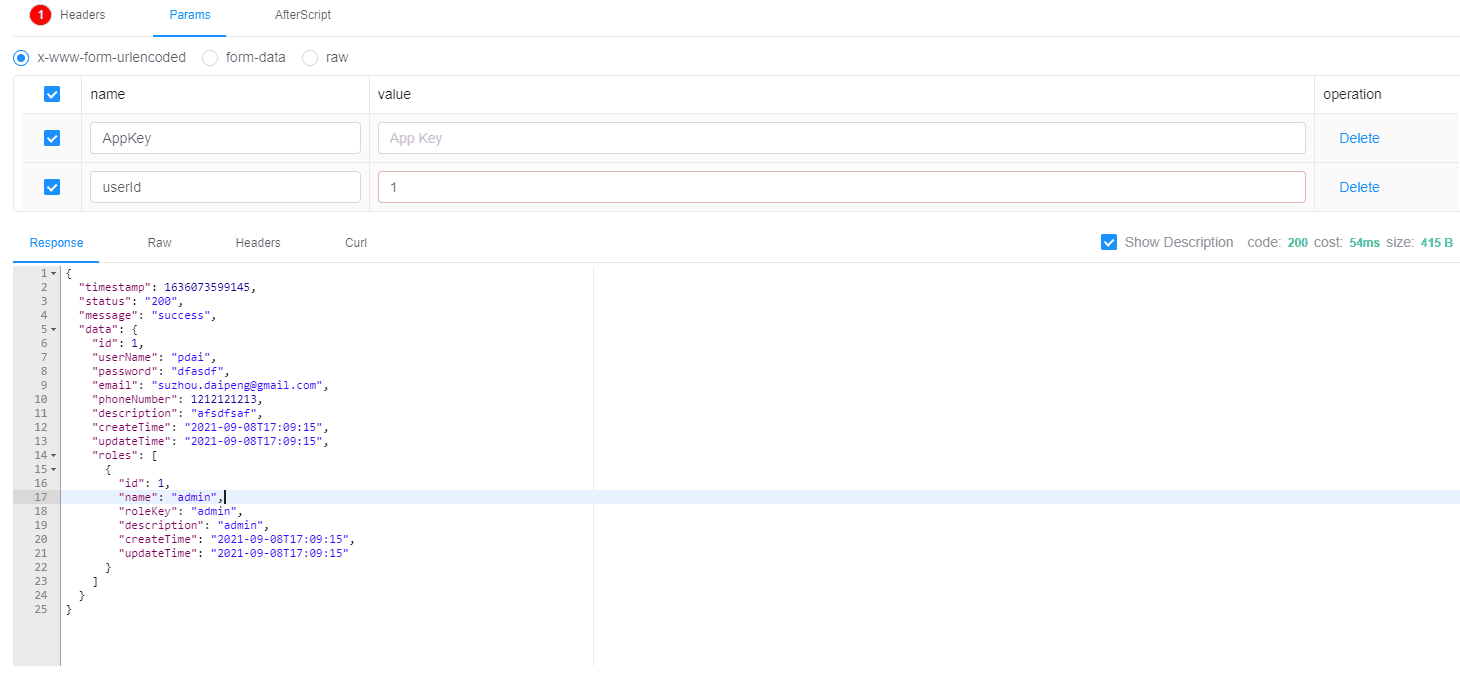 1 Headers Params AfterScript
x-www-form-urlencoded form-data raw
name value operation
AppKey App Key Delete
userId 1 Delete
Response Raw Headers Curl Show Description code: 200 cost: 54ms size: 415 B
1 {
2 "timestamp": 1636073599145,
3 "status": "200",
4 "message": "success",
5 "data": {
6 "id": 1,
7 "userName": "pdai",
8 "password": "dfasdf",
9 "email": "suzhou.daipeng@gmail.com",
10 "phoneNumber": 1212121213,
11 "description": "afsdfsaf",
12 "createTime": "2021-09-08T17:09:15",
13 "updateTime": "2021-09-08T17:09:15",
14 "roles": [
15 {
16 "id": 1,
17 "name": "admin",
18 "roleKey": "admin",
19 "description": "admin",
20 "createTime": "2021-09-08T17:09:15",
21 "updateTime": "2021-09-08T17:09:15"
22 }
23 ]
24 }
25 }